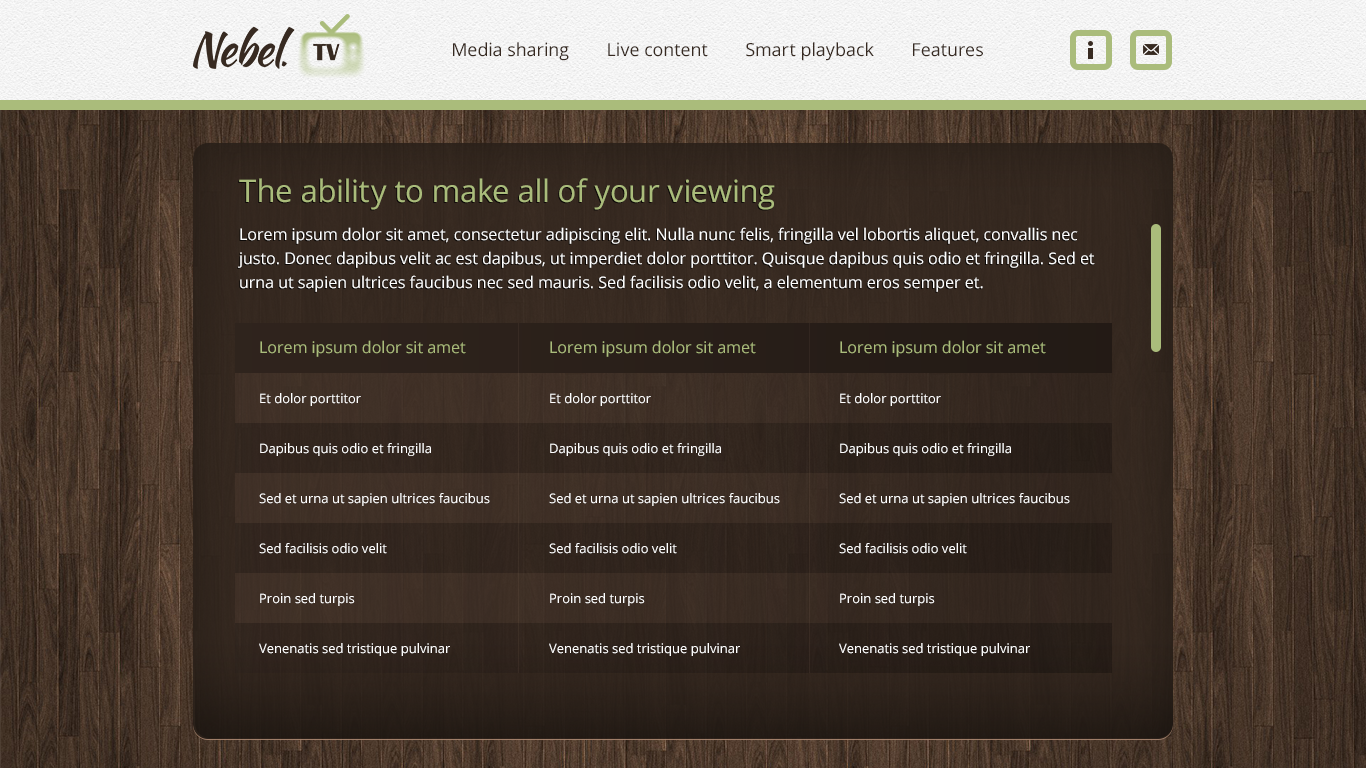 Nebel. TV
Media sharing Live content Smart playback Features
The ability to make all of your viewing
Lorem ipsum dolor sit amet, consectetur adipiscing elit. Nulla nunc felis, fringilla vel lobortis aliquet, convallis nec
justo. Donec dapibus velit ac est dapibus, ut imperdiet dolor porttitor. Quisque dapibus quis odio et fringilla. Sed et
urna ut sapien ultrices faucibus nec sed mauris. Sed facilisis odio velit, a elementum eros semper et.
Lorem ipsum dolor sit amet Lorem ipsum dolor sit amet Lorem ipsum dolor sit amet
Et dolor porttitor Et dolor porttitor Et dolor porttitor
Dapibus quis odio et fringilla Dapibus quis odio et fringilla Dapibus quis odio et fringilla
Sed et urna ut sapien ultrices faucibus Sed et urna ut sapien ultrices faucibus Sed et urna ut sapien ultrices faucibus
Sed facilisis odio velit Sed facilisis odio velit Sed facilisis odio velit
Proin sed turpis Proin sed turpis Proin sed turpis
Venenatis sed tristique pulvinar Venenatis sed tristique pulvinar Venenatis sed tristique pulvinar